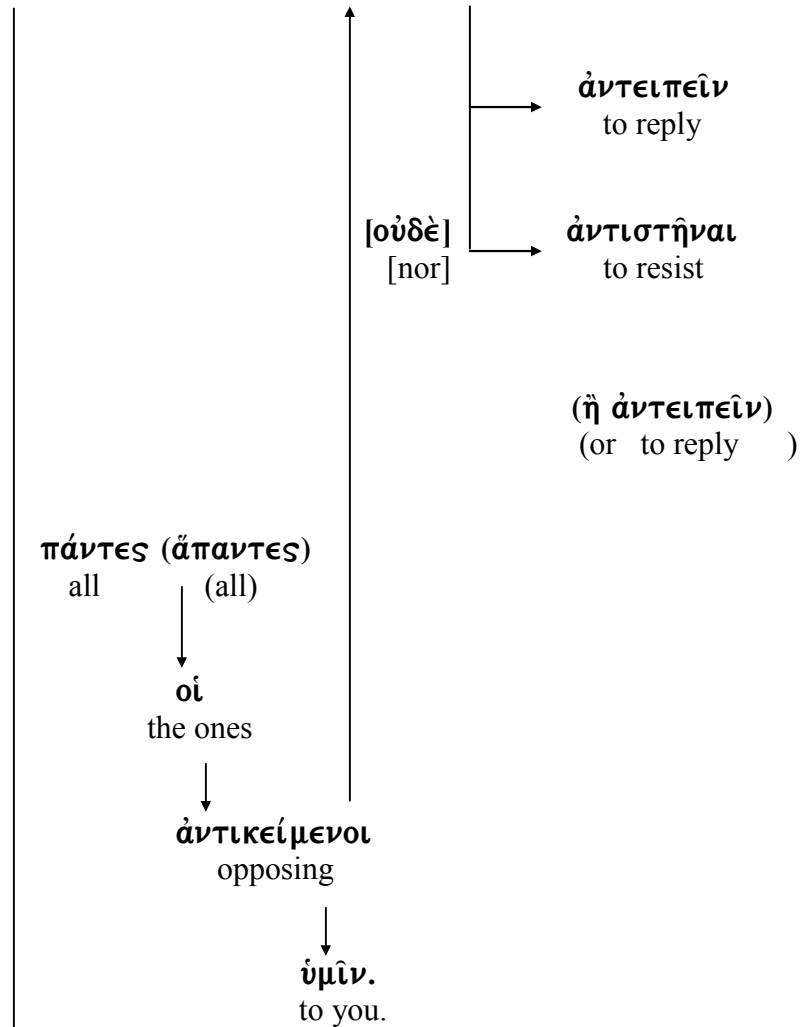 ἀντειπεῖν
to reply
[οὐδὲ] ἀντιστῆναι
[nor] to resist
(ἢ ἀντειπεῖν)
(or to reply )
πάντες (ἅπαντες)
all (all)
οἱ
the ones
ἀντικείμενοι
opposing
ὑμῖν.
to you.